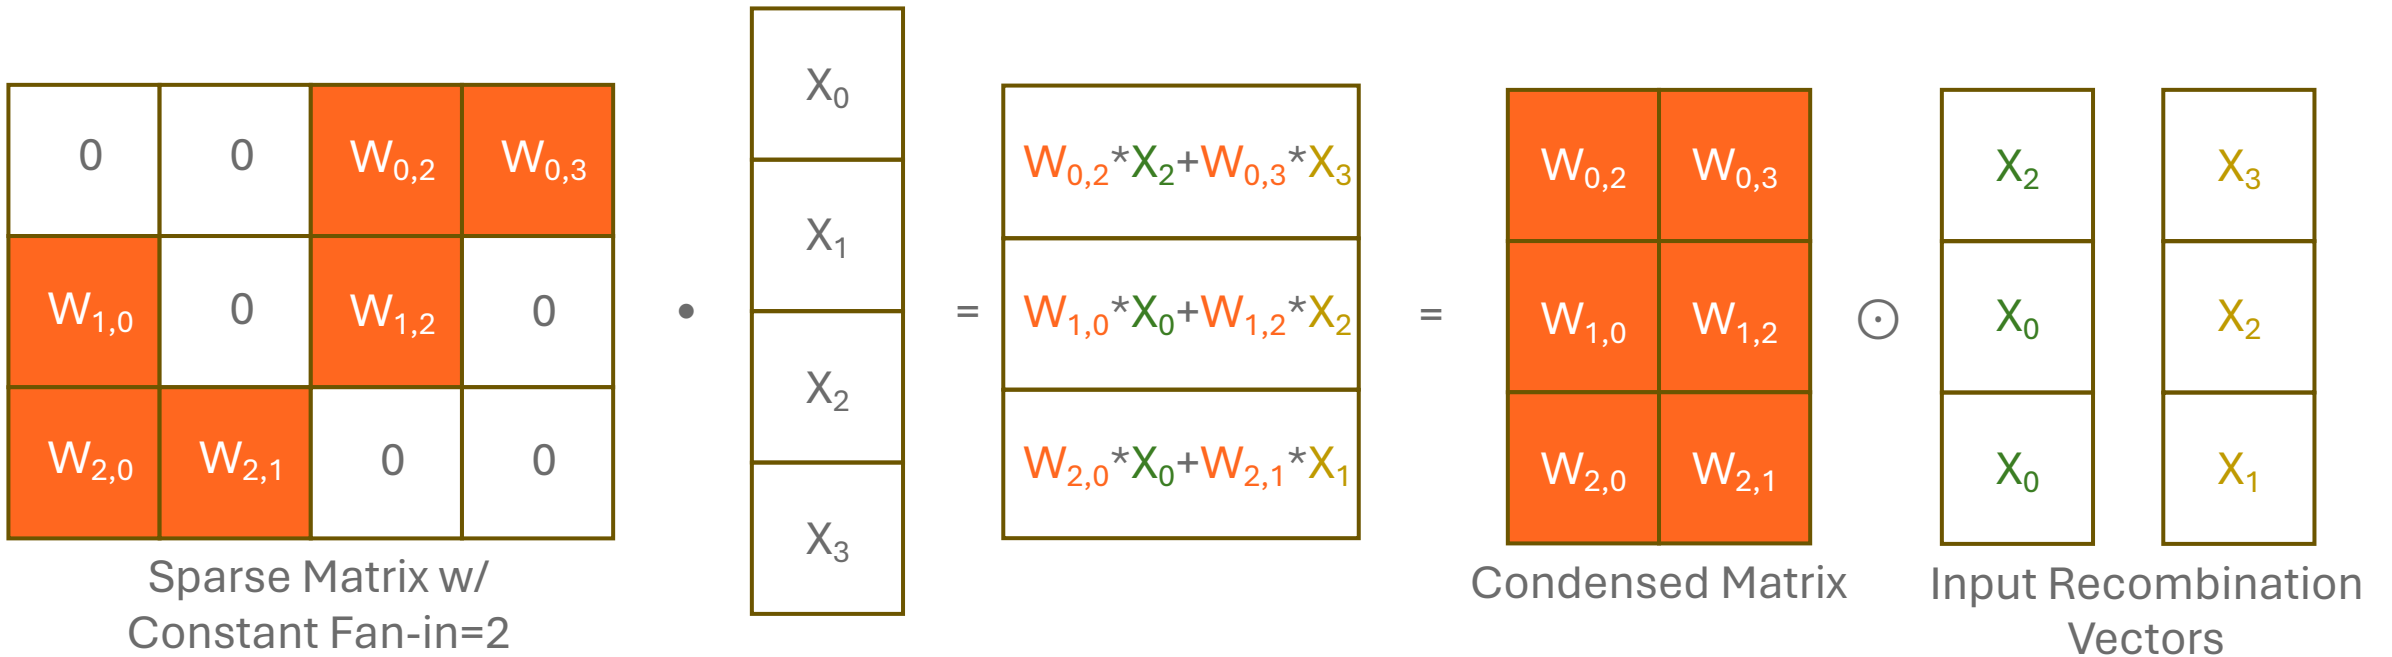 0 0 W0,2 W0,3
W1,0 0 W1,2 0
W2,0 W2,1 0 0
Sparse Matrix w/
Constant Fan-in=2
•
X0
X1
X2
X3
=
W0,2*X2+W0,3*X3
W1,0*X0+W1,2*X2
W2,0*X0+W2,1*X1
=
W0,2 W0,3
W1,0 W1,2
W2,0 W2,1
Condensed Matrix
⊙
X2 X3
X0 X2
X0 X1
Input Recombination
Vectors